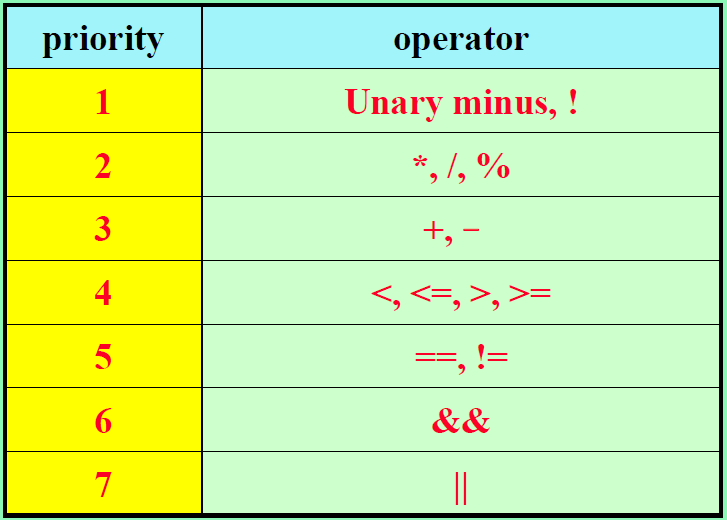 priority operator
1 Unary minus, !
2 *, /, %
3 +, −
4 <, <=, >, >=
5 ==, !=
6 &&
7 ||